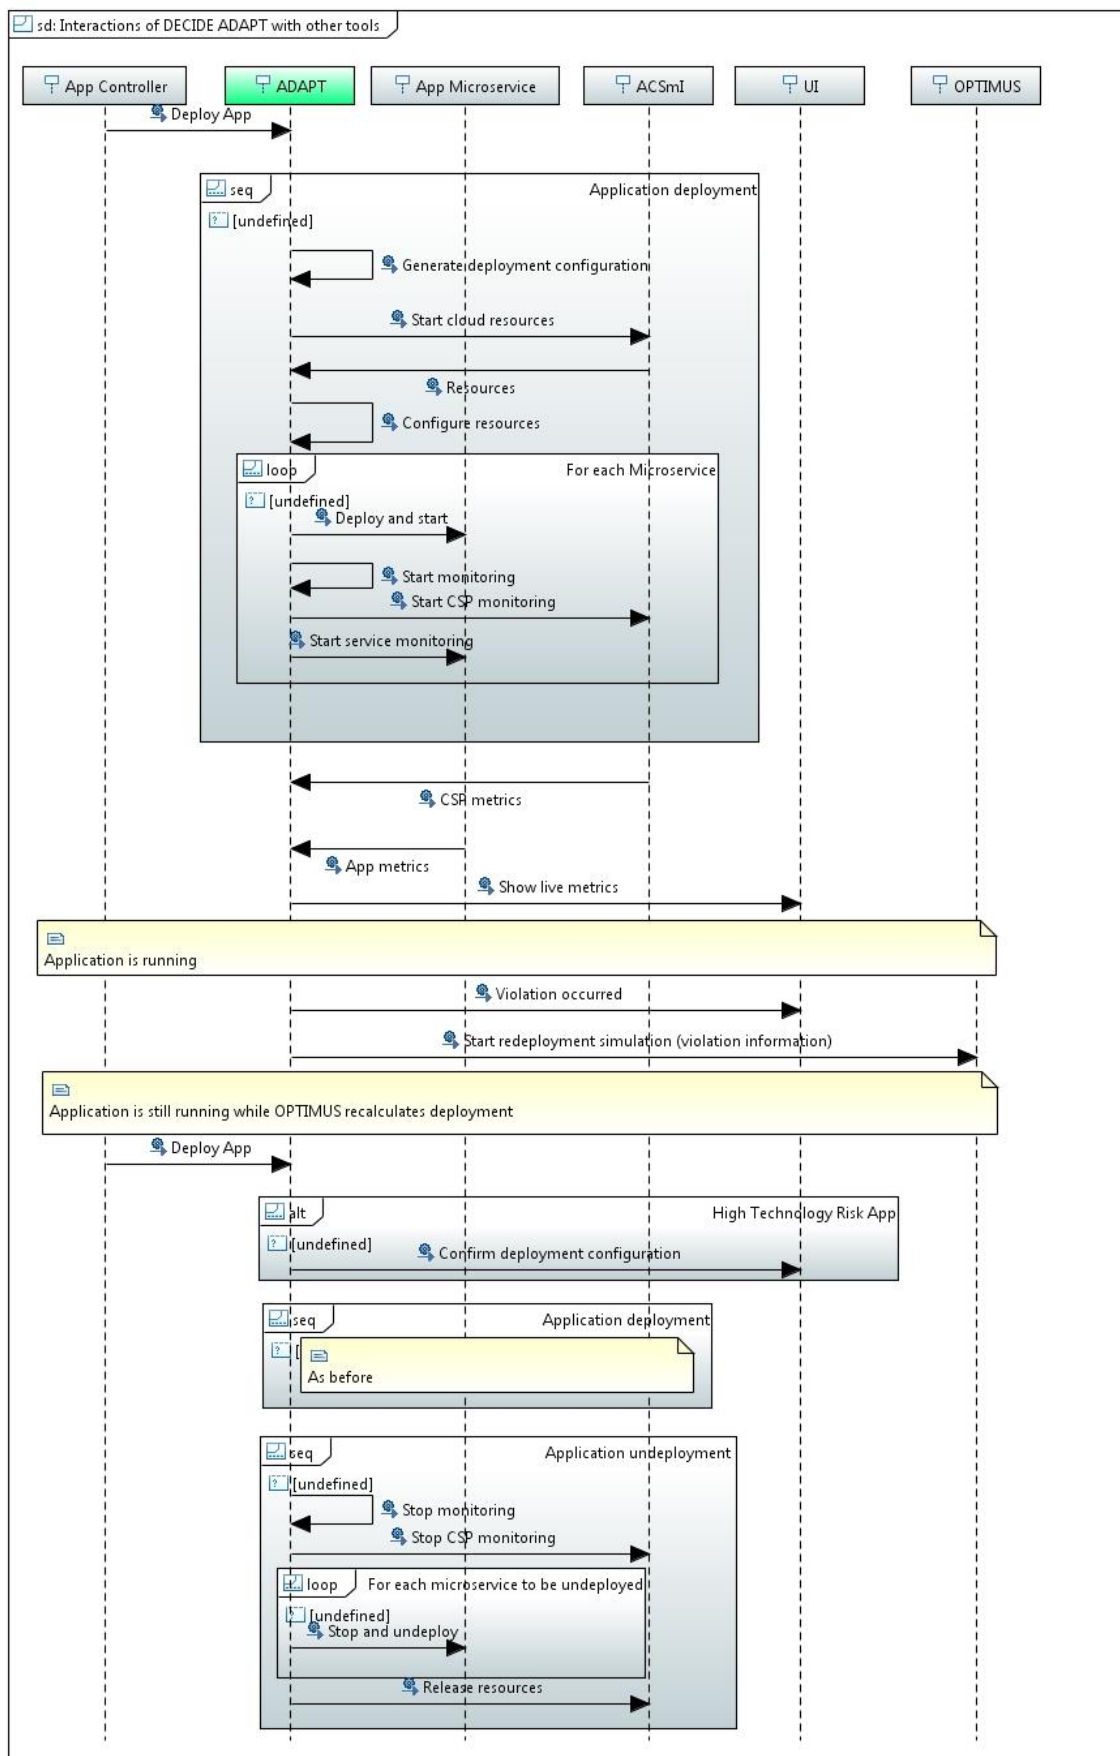 sd: Interactions of DECIDE ADAPT with other tools
App Controller
ADAPT
App Microservice
ACSmI
UI
OPTIMUS
Deploy App
seq
Application deployment
[undefined]
Generate deployment configuration
Start cloud resources
Resources
Configure resources
loop
For each Microservice
[undefined]
Deploy and start
Start monitoring
Start CSP monitoring
Start service monitoring
CSP metrics
App metrics
Show live metrics
Application is running
Violation occurred
Start redeployment simulation (violation information)
Application is still running while OPTIMUS recalculates deployment
Deploy App
alt
High Technology Risk App
[undefined]
Confirm deployment configuration
seq
Application deployment
[
As before
seq
Application undeployment
[undefined]
Stop monitoring
Stop CSP monitoring
loop
For each microservice to be undeployed
[undefined]
Stop and undeploy
Release resources